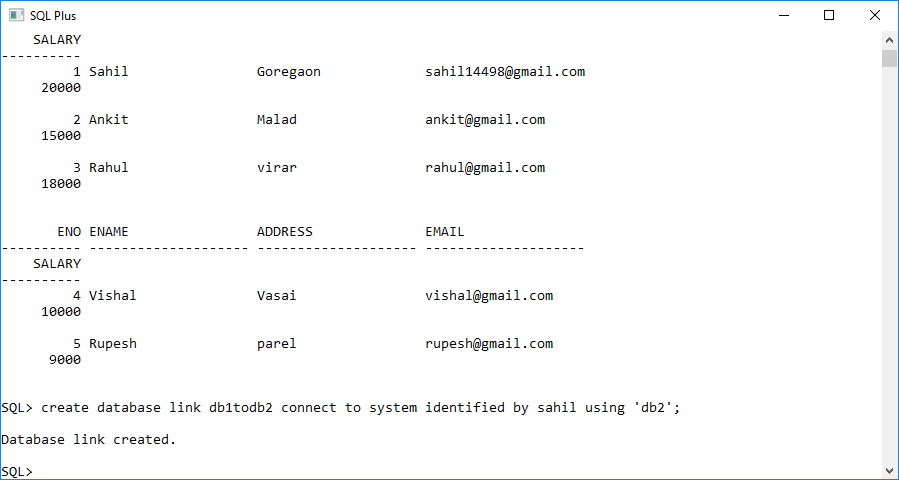 SQL Plus
SALARY
----------
1 Sahil Goregaon sahil14498@gmail.com
20000
2 Ankit Malad ankit@gmail.com
15000
3 Rahul virar rahul@gmail.com
18000
ENO ENAME ADDRESS EMAIL
---------- -------------------- -------------------- --------------------
SALARY
----------
4 Vishal Vasai vishal@gmail.com
10000
5 Rupesh parel rupesh@gmail.com
9000
SQL> create database link db1todb2 connect to system identified by sahil using 'db2';
Database link created.
SQL>